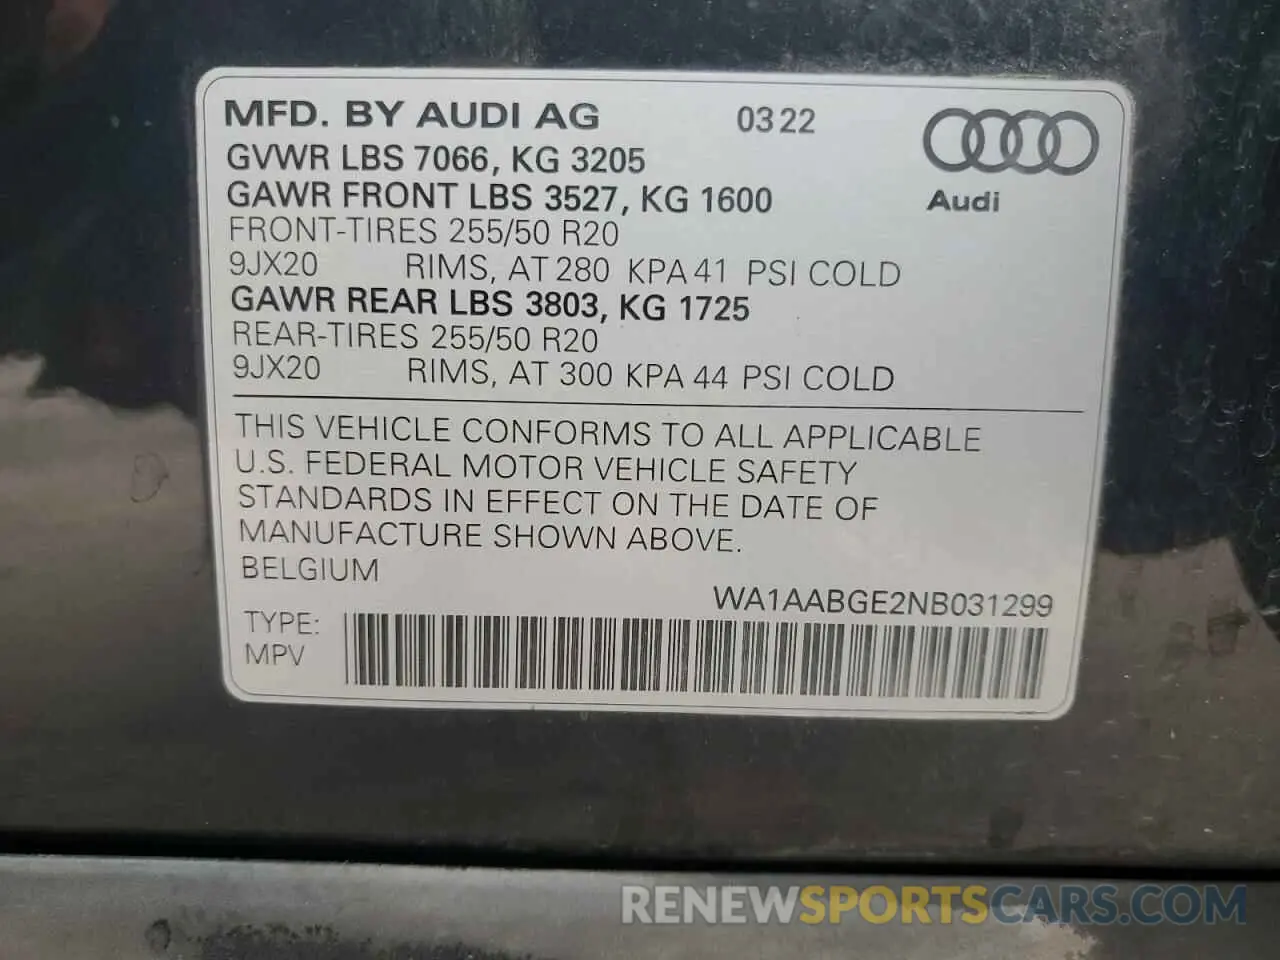 MFD. BY AUDI AG 03 22
GVWR LBS 7066, KG 3205
GAWR FRONT LBS 3527, KG 1600
Audi
FRONT-TIRES 255/50 R20
9JX20 RIMS, AT 280 KPA 41 PSI COLD
GAWR REAR LBS 3803, KG 1725
REAR-TIRES 255/50 R20
9JX20 RIMS, AT 300 KPA 44 PSI COLD
THIS VEHICLE CONFORMS TO ALL APPLICABLE
U.S. FEDERAL MOTOR VEHICLE SAFETY
STANDARDS IN EFFECT ON THE DATE OF
MANUFACTURE SHOWN ABOVE.
BELGIUM
WA1AABGE2NB031299
TYPE:
MPV
RENEWSPORTSCARS.COM